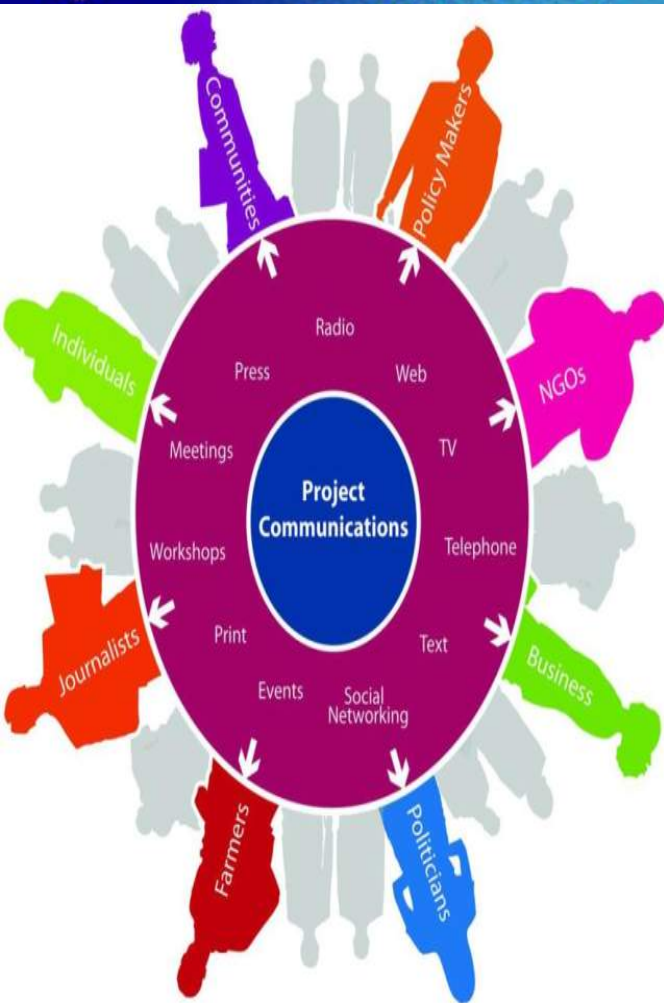 Communities
Policy Makers
NGOs
Business
Politicians
Farmers
Journalists
Individuals
Radio
Web
TV
Telephone
Text
Social
Networking
Events
Print
Workshops
Meetings
Press
Project
Communications